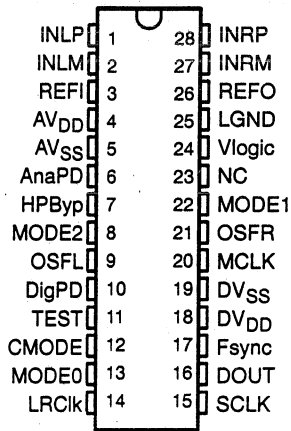 INLP 1 28 INRP
INLM 2 27 INRM
REFI 3 26 REFO
AVDD 4 25 LGND
AVSS 5 24 Vlogic
AnaPD 6 23 NC
HPByp 7 22 MODE1
MODE2 8 21 OSFR
OSFL 9 20 MCLK
DigPD 10 19 DVSS
TEST 11 18 DVDD
CMODE 12 17 Fsync
MODE0 13 16 DOUT
LRClk 14 15 SCLK